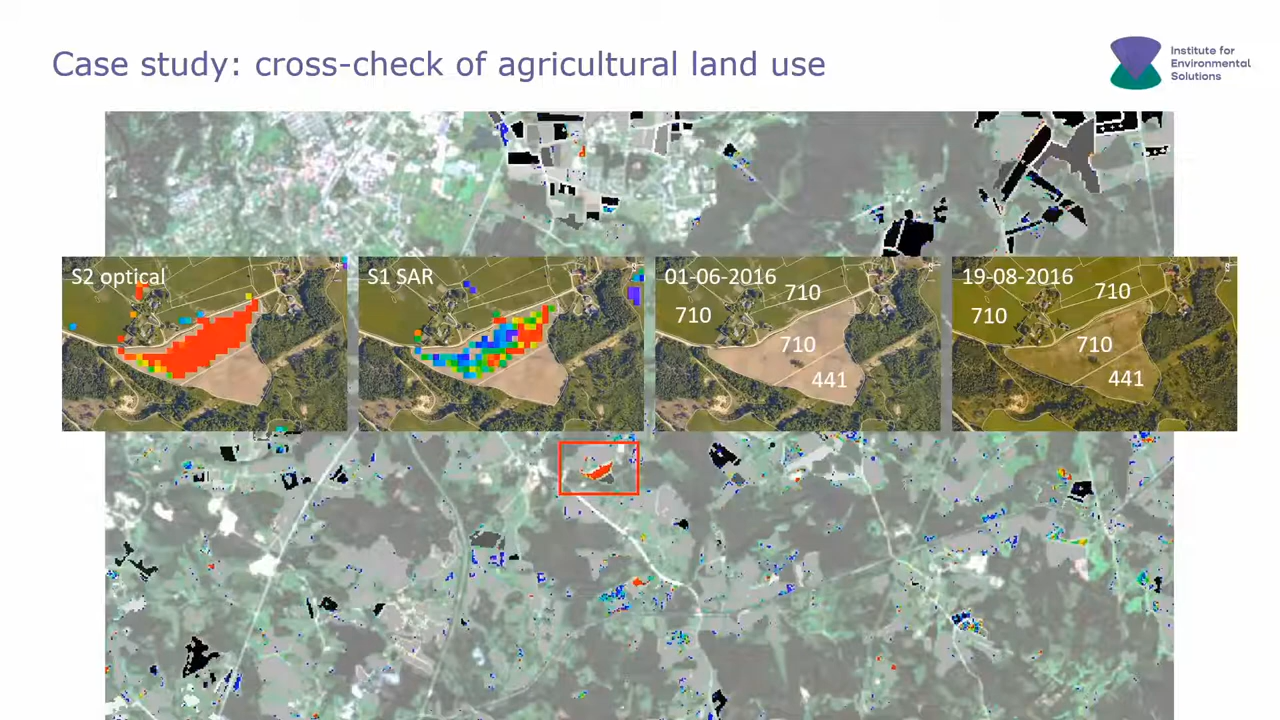 Case study: cross-check of agricultural land use
Institute for
Environmental
Solutions
S2 optical
S1 SAR
01-06-2016
710
710
710
441
19-08-2016
710
710
710
441